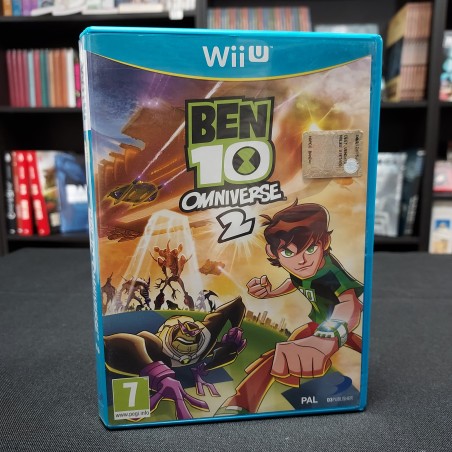 Wii U
BEN
10
OMNIVERSE
2
7
www.pegi.info
PAL